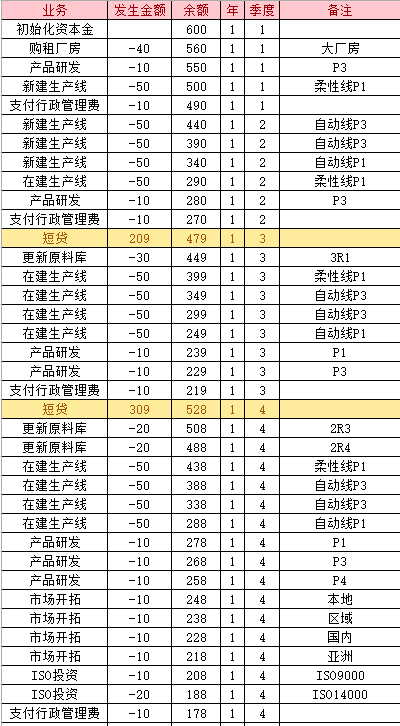 业务 发生金额 余额 年 季度 备注
初始化资本金 600 1 1
购租厂房 -40 560 1 1 大厂房
产品研发 -10 550 1 1 P3
新建生产线 -50 500 1 1 柔性线P1
支付行政管理费 -10 490 1 1
新建生产线 -50 440 1 2 自动线P3
新建生产线 -50 390 1 2 自动线P3
新建生产线 -50 340 1 2 自动线P1
在建生产线 -50 290 1 2 柔性线P1
产品研发 -10 280 1 2 P3
支付行政管理费 -10 270 1 2
短贷 209 479 1 3
更新原料库 -30 449 1 3 3R1
在建生产线 -50 399 1 3 柔性线P1
在建生产线 -50 349 1 3 自动线P3
在建生产线 -50 299 1 3 自动线P3
在建生产线 -50 249 1 3 自动线P1
产品研发 -10 239 1 3 P1
产品研发 -10 229 1 3 P3
支付行政管理费 -10 219 1 3
短贷 309 528 1 4
更新原料库 -20 508 1 4 2R3
更新原料库 -20 488 1 4 2R4
在建生产线 -50 438 1 4 柔性线P1
在建生产线 -50 388 1 4 自动线P3
在建生产线 -50 338 1 4 自动线P3
在建生产线 -50 288 1 4 自动线P1
产品研发 -10 278 1 4 P1
产品研发 -10 268 1 4 P3
产品研发 -10 258 1 4 P4
市场开拓 -10 248 1 4 本地
市场开拓 -10 238 1 4 区域
市场开拓 -10 228 1 4 国内
市场开拓 -10 218 1 4 亚洲
ISO投资 -10 208 1 4 ISO9000
ISO投资 -20 188 1 4 ISO14000
支付行政管理费 -10 178 1 4